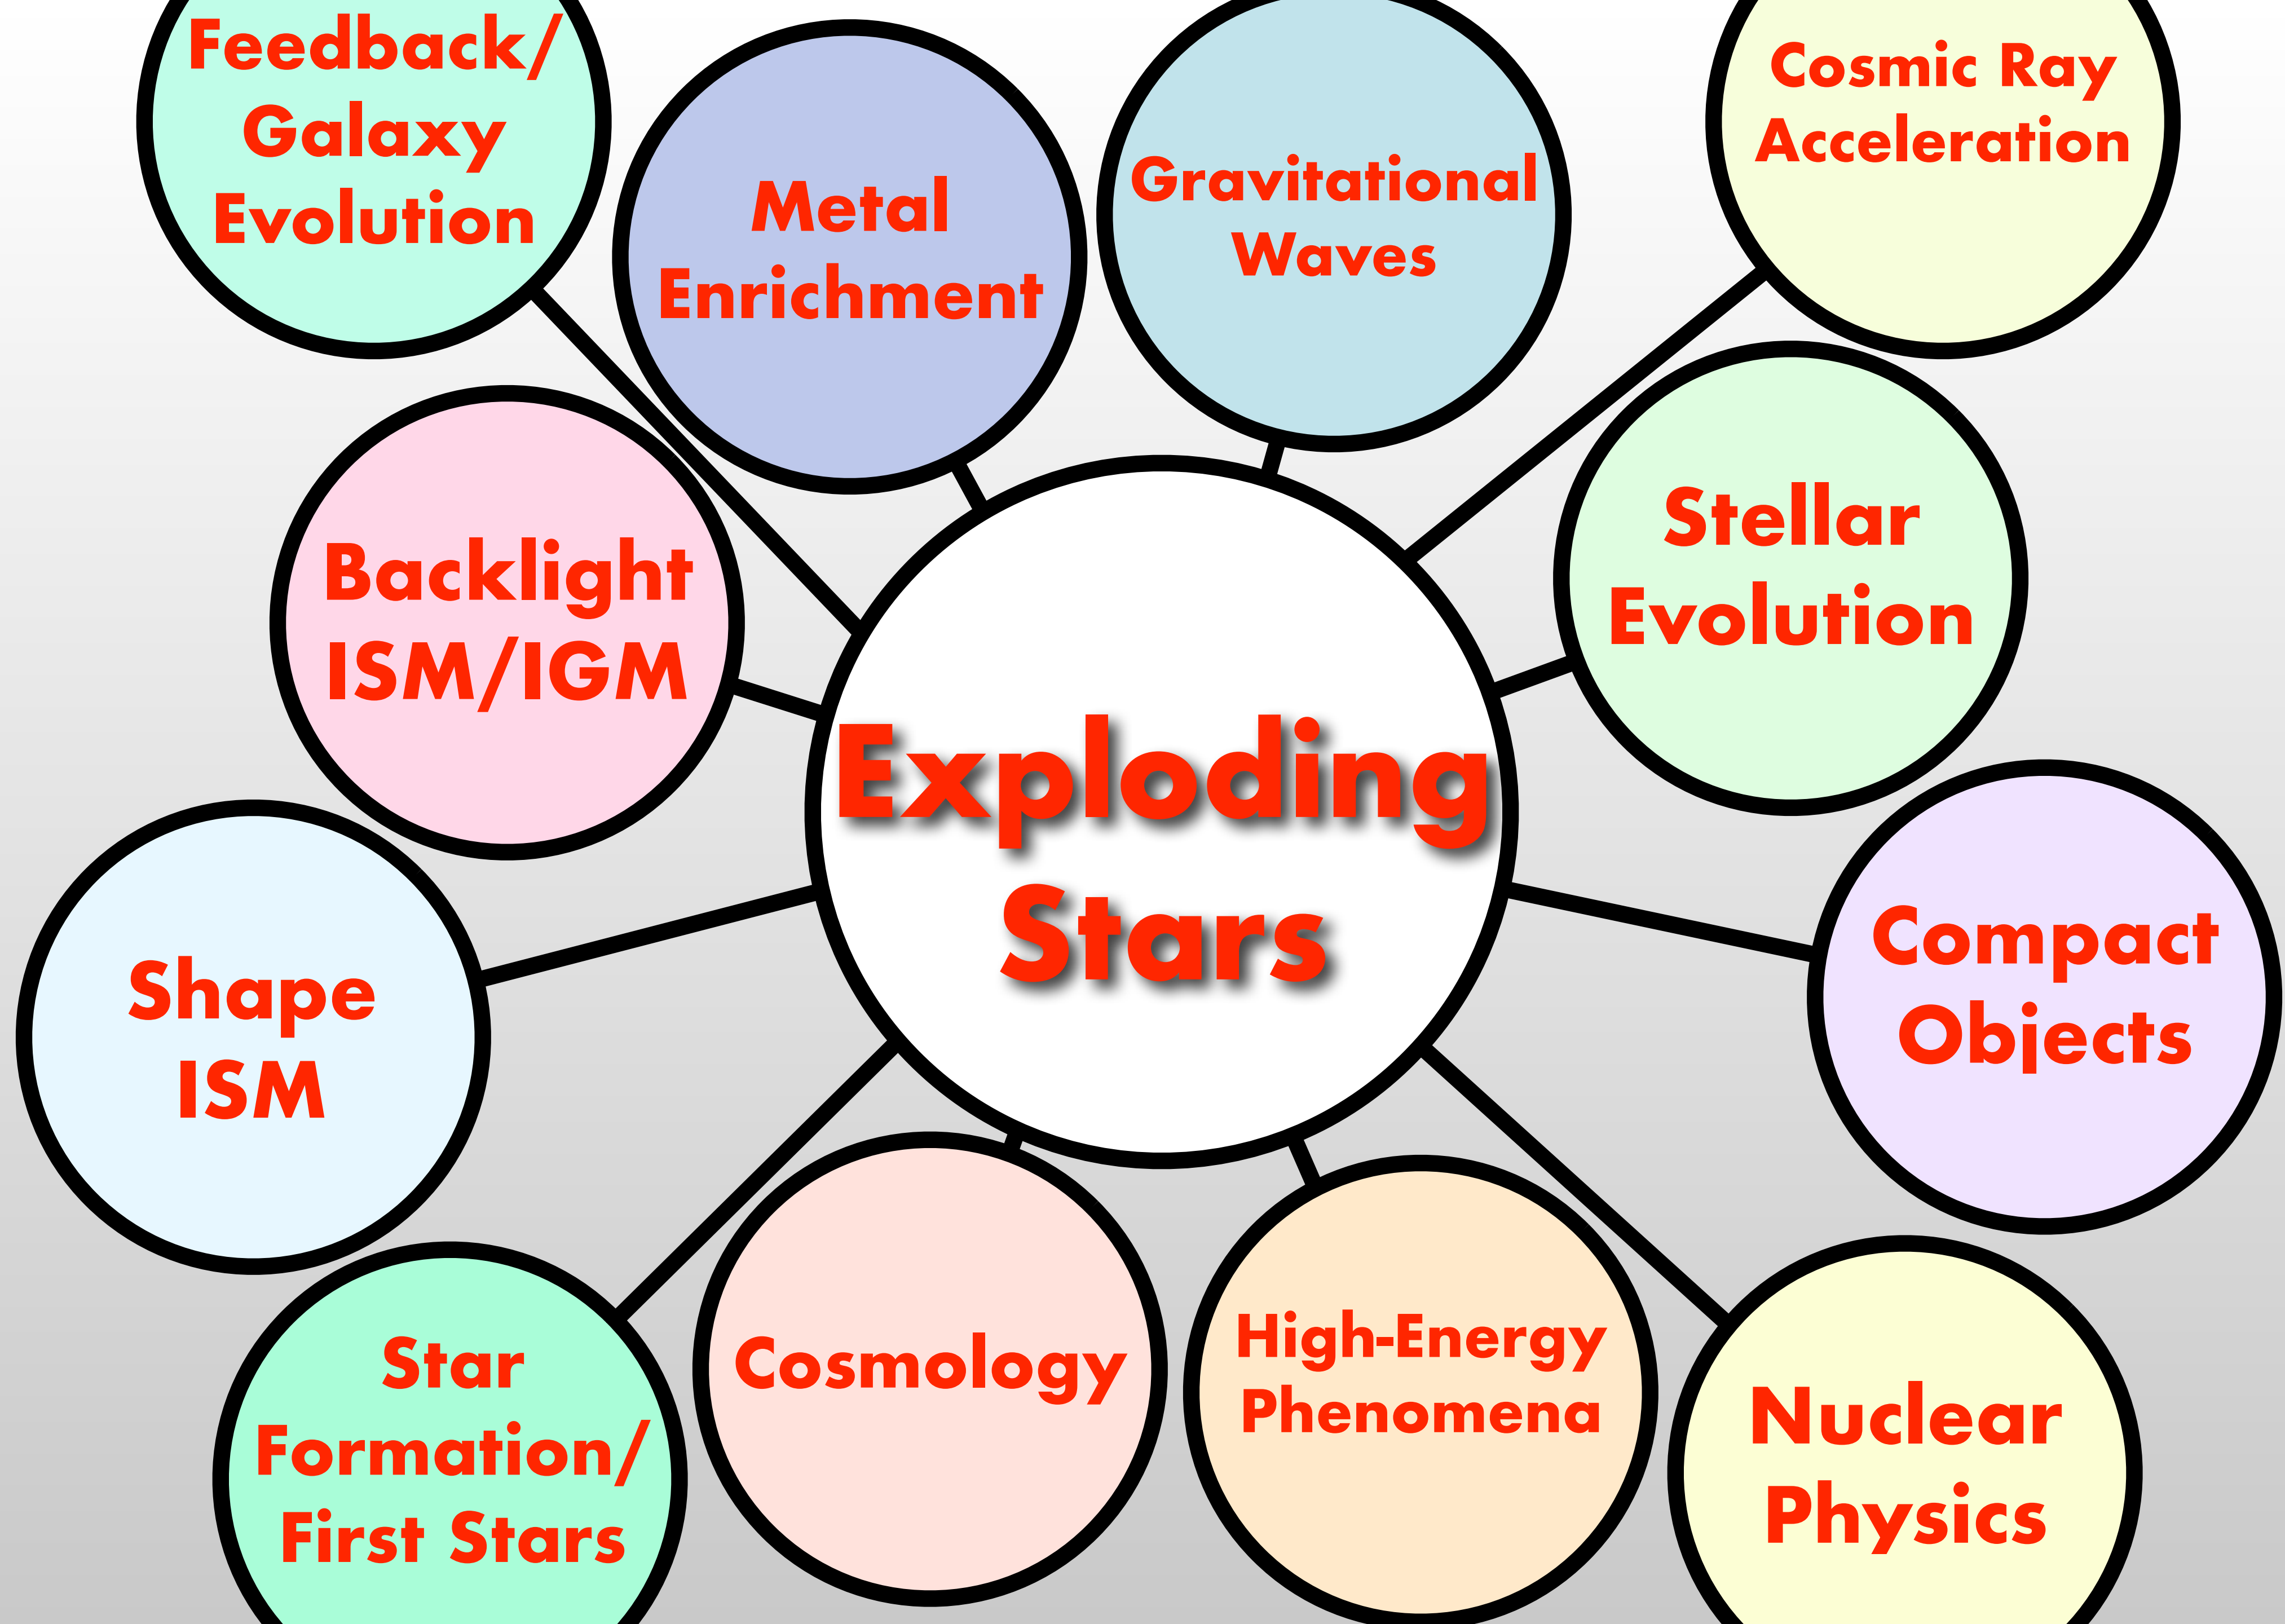 Feedback/
Galaxy
Evolution
Metal
Enrichment
Gravitational
Waves
Cosmic Ray
Acceleration
Backlight
ISM/IGM
Stellar
Evolution
Exploding
Stars
Shape
ISM
Compact
Objects
Star
Formation/
First Stars
Cosmology
High-Energy
Phenomena
Nuclear
Physics